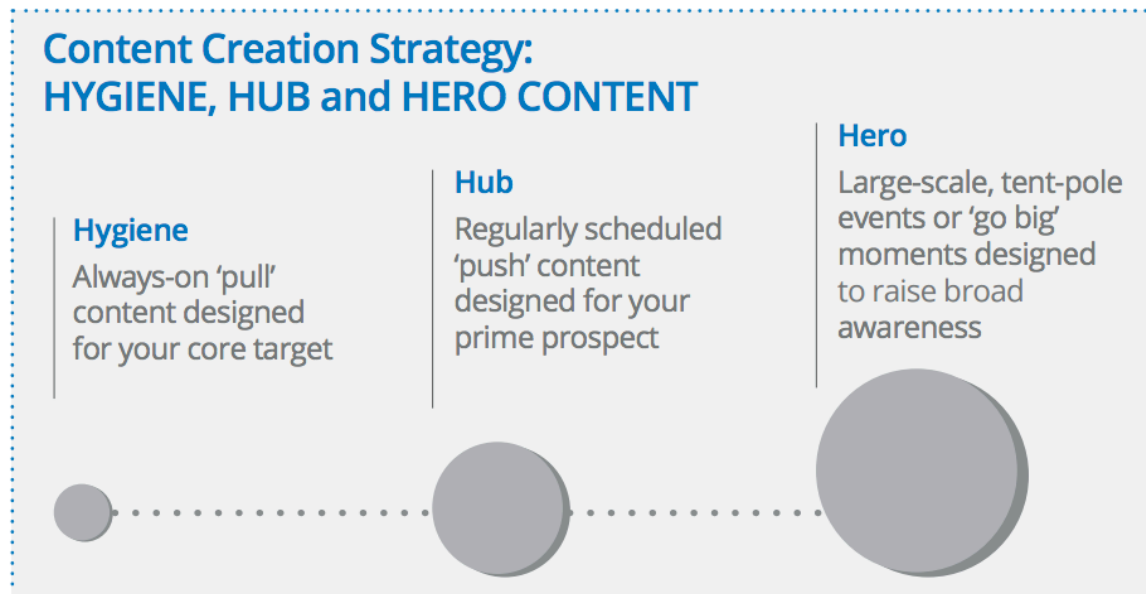 Content Creation Strategy:
HYGIENE, HUB and HERO CONTENT
Hygiene
Always-on ‘pull’
content designed
for your core target
Hub
Regularly scheduled
‘push’ content
designed for your
prime prospect
Hero
Large-scale, tent-pole
events or ‘go big’
moments designed
to raise broad
awareness